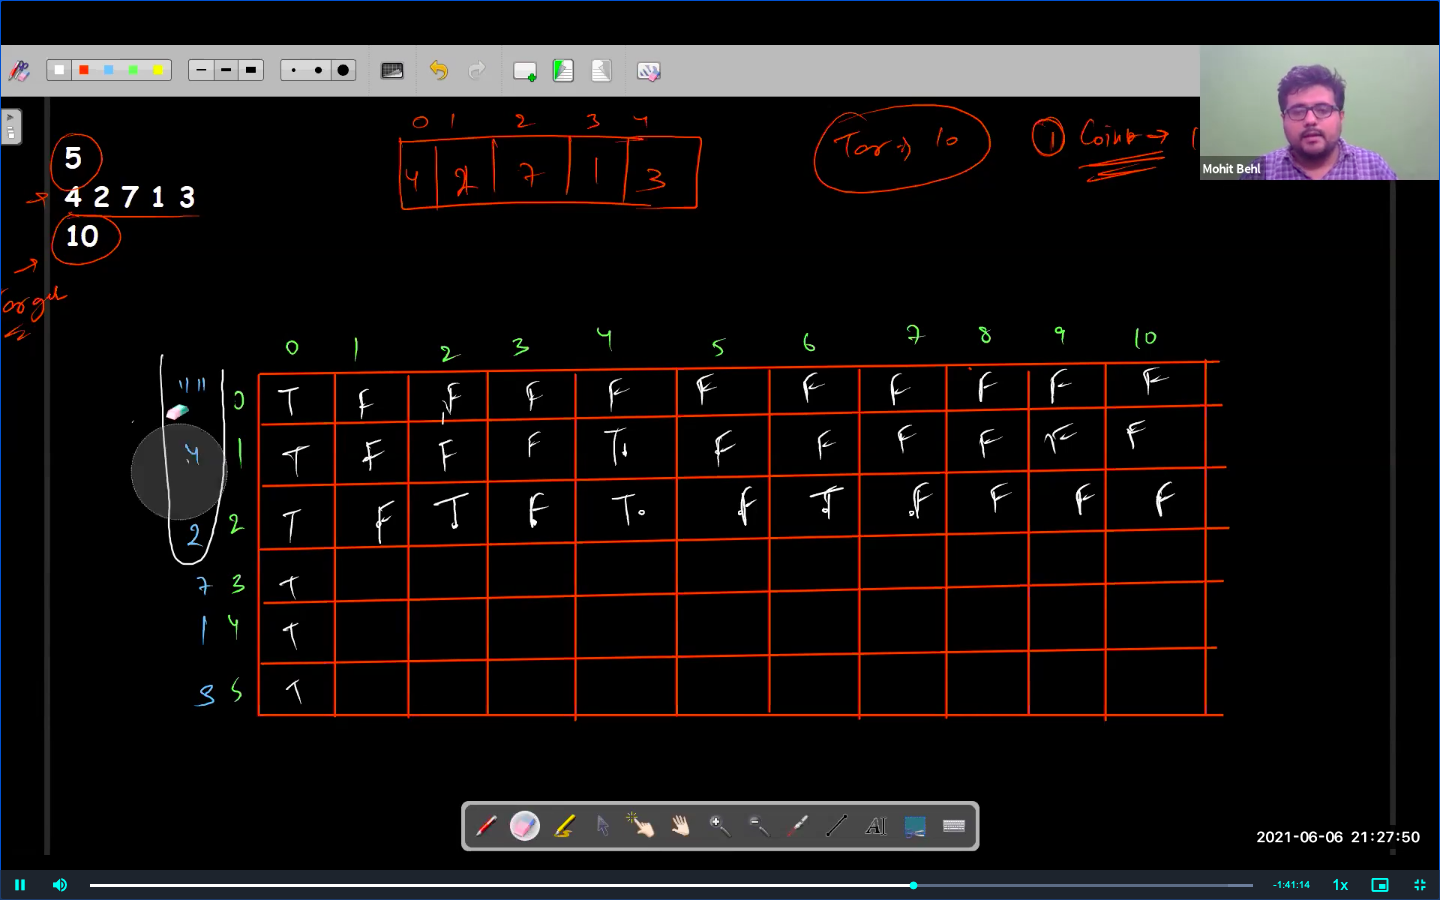 0 1 2 3 4
5
4 2 7 1 3
10
4 2 7 1 3
Tar → 10
① Coin
Mohit Behl
0 1 2 3 4 5 6 7 8 9 10
" " 0 T F F F F F F F F F F
4 1 T F F F T F F F F F F
2 2 T F T F T F T F F F F
7 3 T
1 4 T
3 5 T
AI
2021-06-06 21:27:50
-1:41:14 1x